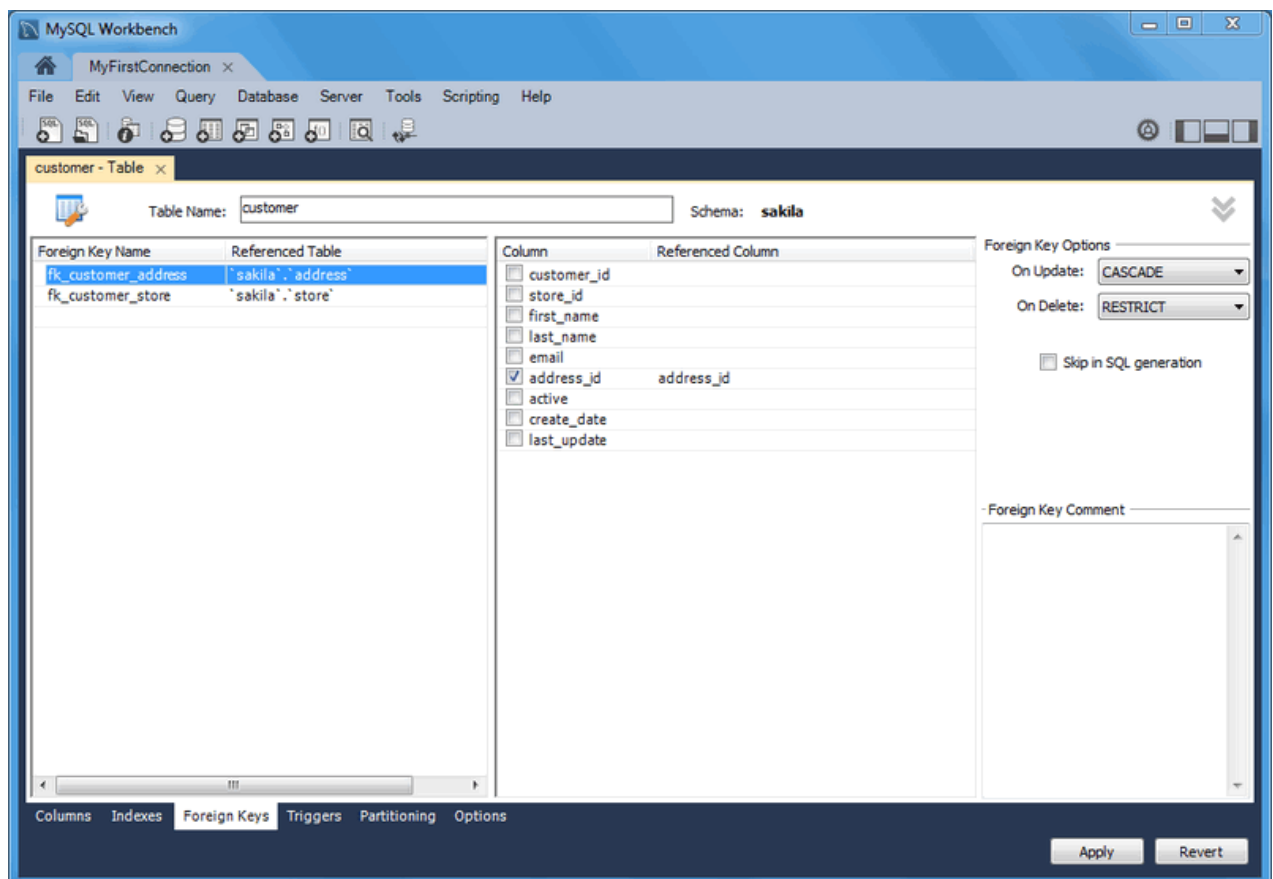 MySQL Workbench
MyFirstConnection
File Edit View Query Database Server Tools Scripting Help
customer - Table
Table Name: customer Schema: sakila
Foreign Key Name Referenced Table
fk_customer_address `sakila`.`address`
fk_customer_store `sakila`.`store`
Column Referenced Column
customer_id
store_id
first_name
last_name
email
address_id address_id
active
create_date
last_update
Foreign Key Options
On Update: CASCADE
On Delete: RESTRICT
Skip in SQL generation
Foreign Key Comment
Columns Indexes Foreign Keys Triggers Partitioning Options
Apply Revert